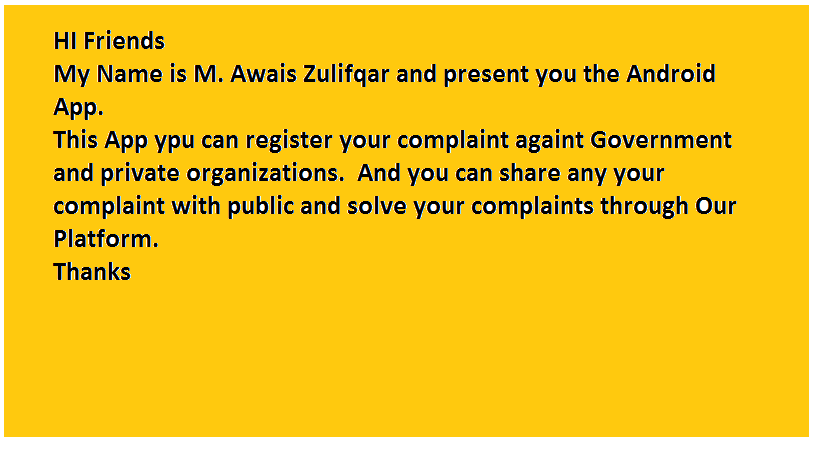 HI Friends
My Name is M. Awais Zulifqar and present you the Android
App.
This App ypu can register your complaint againt Government
and private organizations.  And you can share any your
complaint with public and solve your complaints through Our
Platform.
Thanks